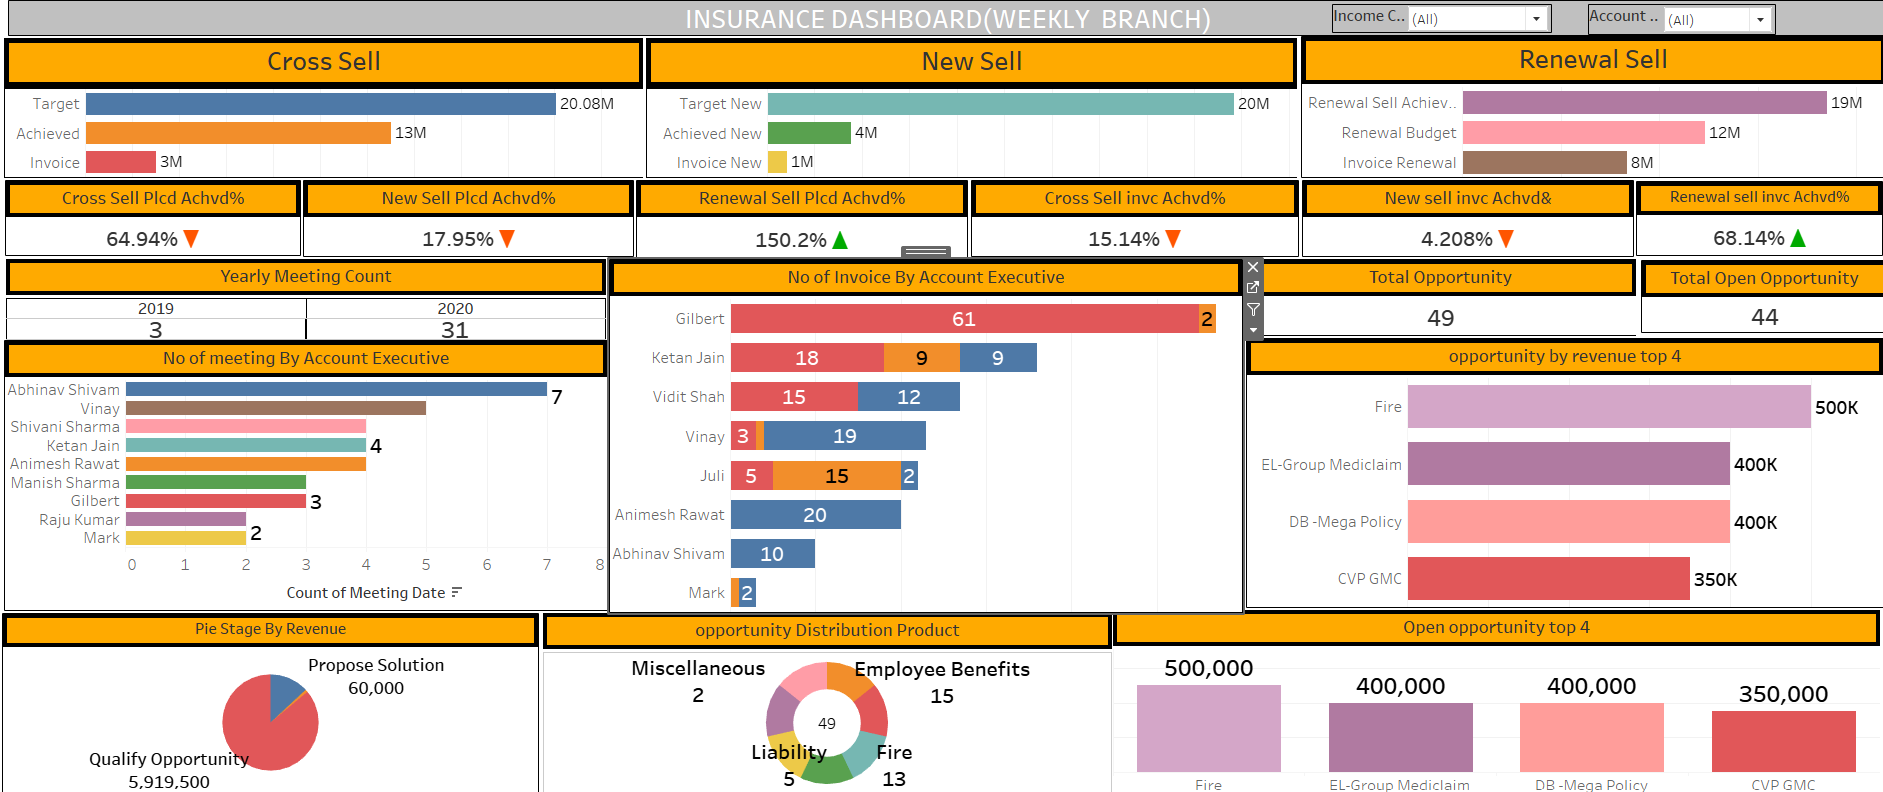 INSURANCE DASHBOARD(WEEKLY BRANCH)
Income C.. (All)
Account .. (All)
Cross Sell
Target 20.08M
Achieved 13M
Invoice 3M
New Sell
Target New 20M
Achieved New 4M
Invoice New 1M
Renewal Sell
Renewal Sell Achiev.. 19M
Renewal Budget 12M
Invoice Renewal 8M
Cross Sell Plcd Achvd%
64.94%
New Sell Plcd Achvd%
17.95%
Renewal Sell Plcd Achvd%
150.2%
Cross Sell invc Achvd%
15.14%
New sell invc Achvd&
4.208%
Renewal sell invc Achvd%
68.14%
Yearly Meeting Count
2019 2020
3 31
No of meeting By Account Executive
Abhinav Shivam 7
Vinay
Shivani Sharma
Ketan Jain 4
Animesh Rawat
Manish Sharma
Gilbert 3
Raju Kumar
Mark 2
0 1 2 3 4 5 6 7 8
Count of Meeting Date
No of Invoice By Account Executive
Gilbert 61 2
Ketan Jain 18 9 9
Vidit Shah 15 12
Vinay 3 19
Juli 5 15 2
Animesh Rawat 20
Abhinav Shivam 10
Mark 2
Total Opportunity
49
Total Open Opportunity
44
opportunity by revenue top 4
Fire 500K
EL-Group Mediclaim 400K
DB -Mega Policy 400K
CVP GMC 350K
Pie Stage By Revenue
Propose Solution
60,000
Qualify Opportunity
5,919,500
opportunity Distribution Product
Miscellaneous
2
Employee Benefits
15
49
Liability
5
Fire
13
Open opportunity top 4
500,000
400,000
400,000
350,000
Fire
EL-Group Mediclaim
DB -Mega Policy
CVP GMC